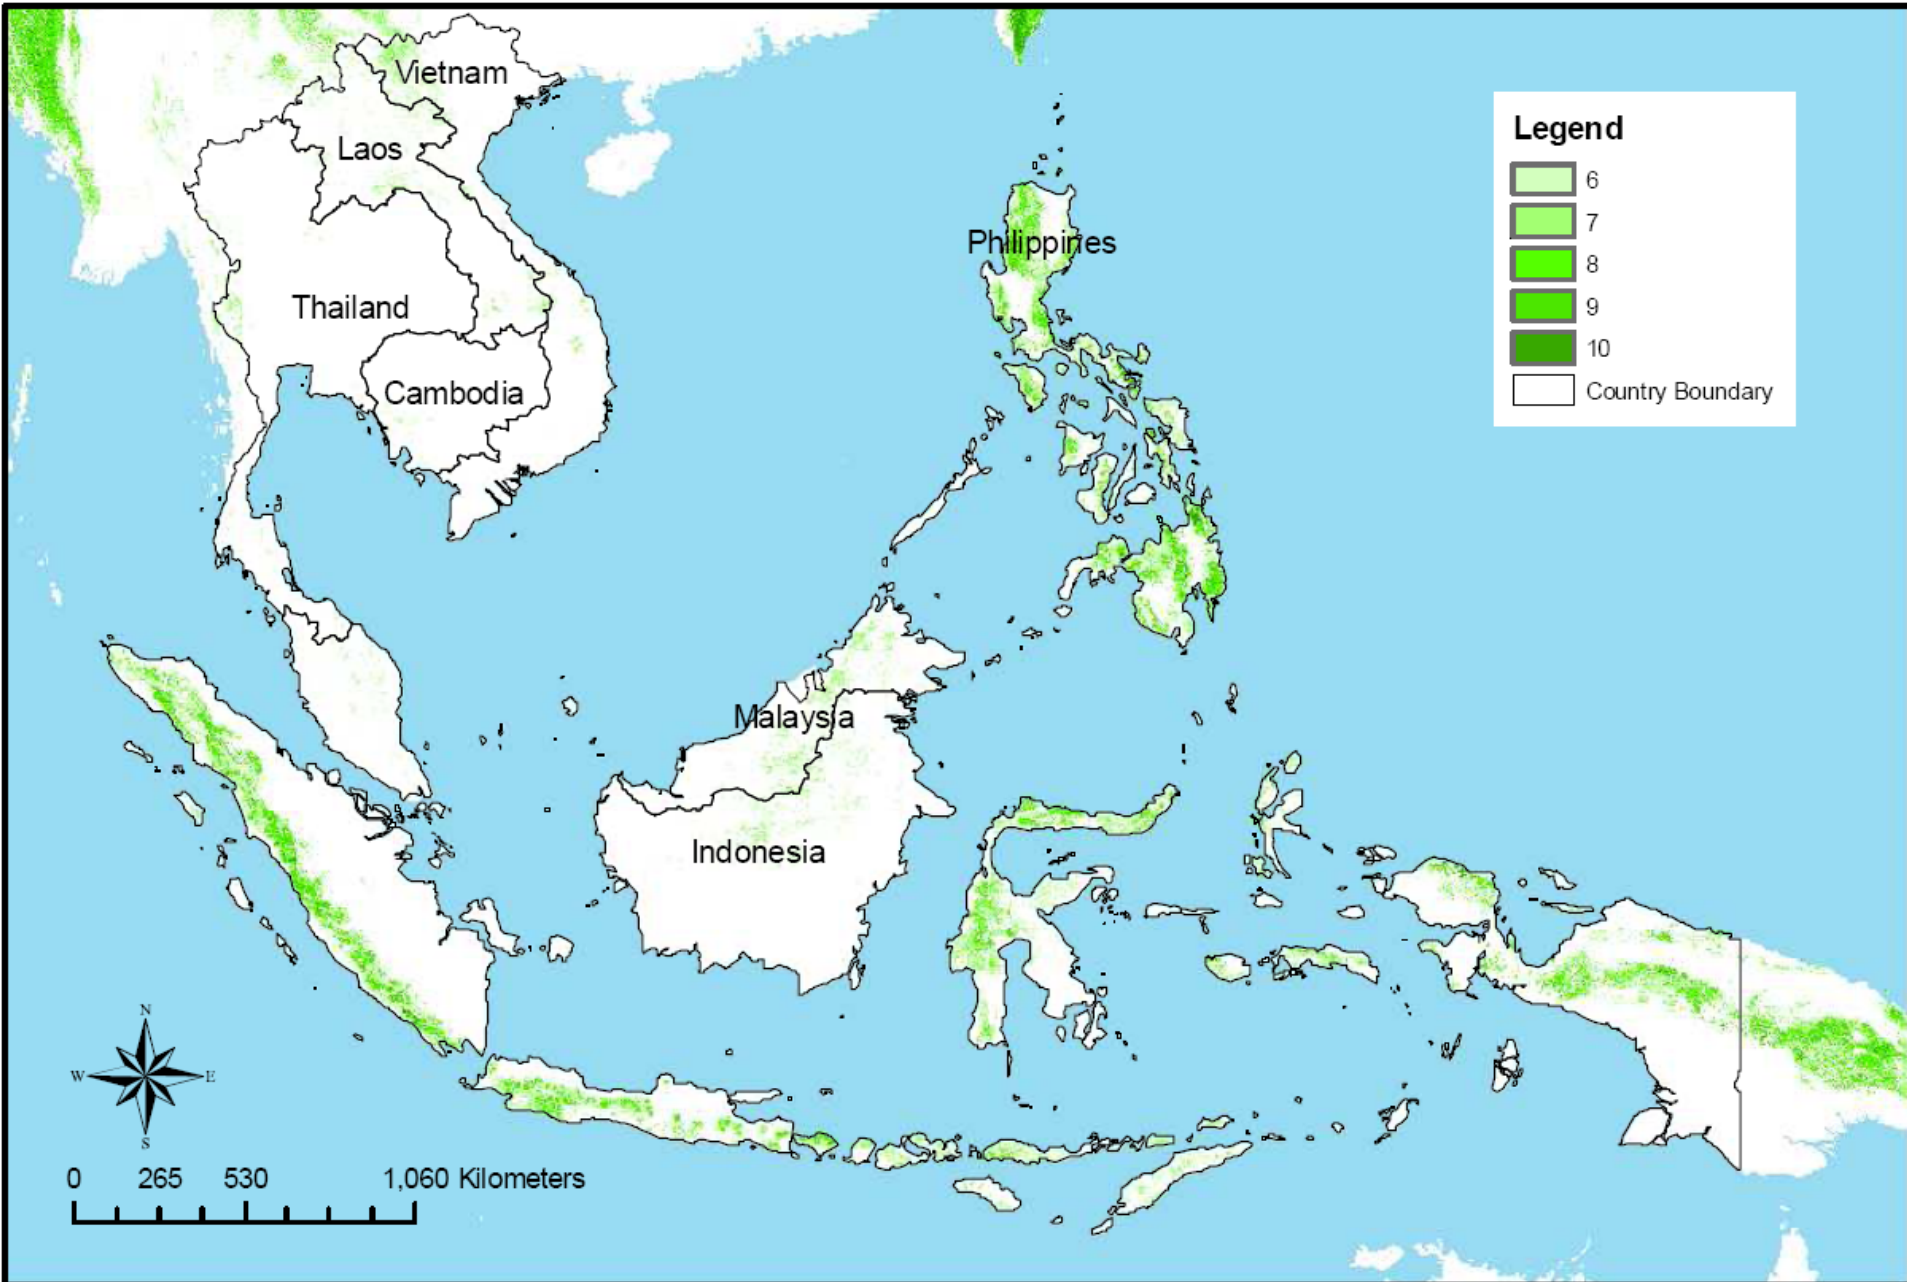 Vietnam
Laos
Thailand
Cambodia
Philippines
Malaysia
Indonesia
Legend
6
7
8
9
10
Country Boundary
N
W E
S
0 265 530 1,060 Kilometers